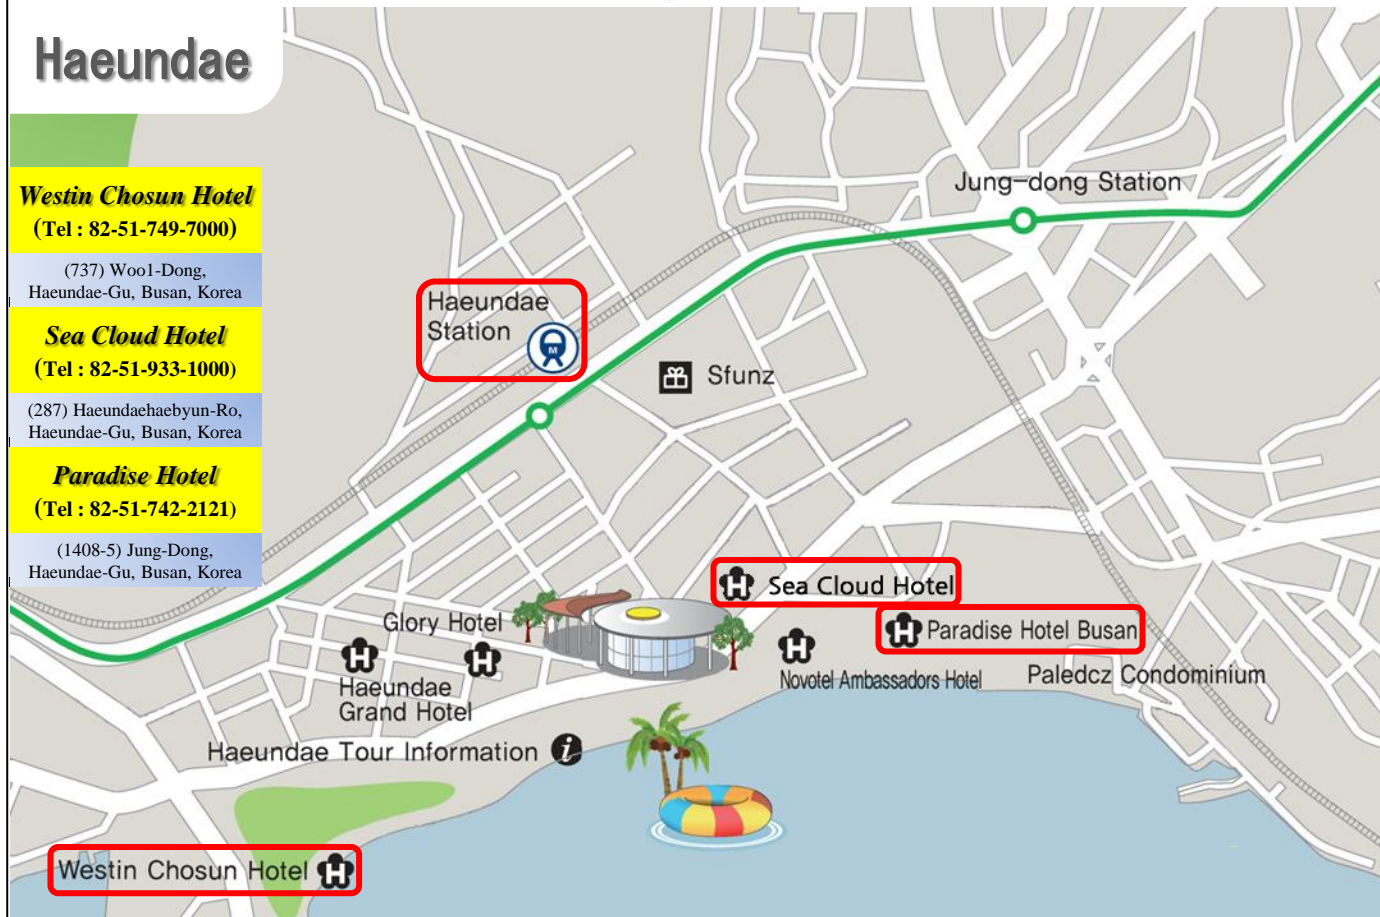 Haeundae
Westin Chosun Hotel
(Tel : 82-51-749-7000)
(737) Woo1-Dong,
Haeundae-Gu, Busan, Korea
Sea Cloud Hotel
(Tel : 82-51-933-1000)
(287) Haeundaehaebyun-Ro,
Haeundae-Gu, Busan, Korea
Paradise Hotel
(Tel : 82-51-742-2121)
(1408-5) Jung-Dong,
Haeundae-Gu, Busan, Korea
Jung-dong Station
Haeundae
Station
M
Sfunz
H Sea Cloud Hotel
H Paradise Hotel Busan
Glory Hotel
H
H
Haeundae
Grand Hotel
H
Novotel Ambassadors Hotel
Paledcz Condominium
Haeundae Tour Information i
Westin Chosun Hotel H